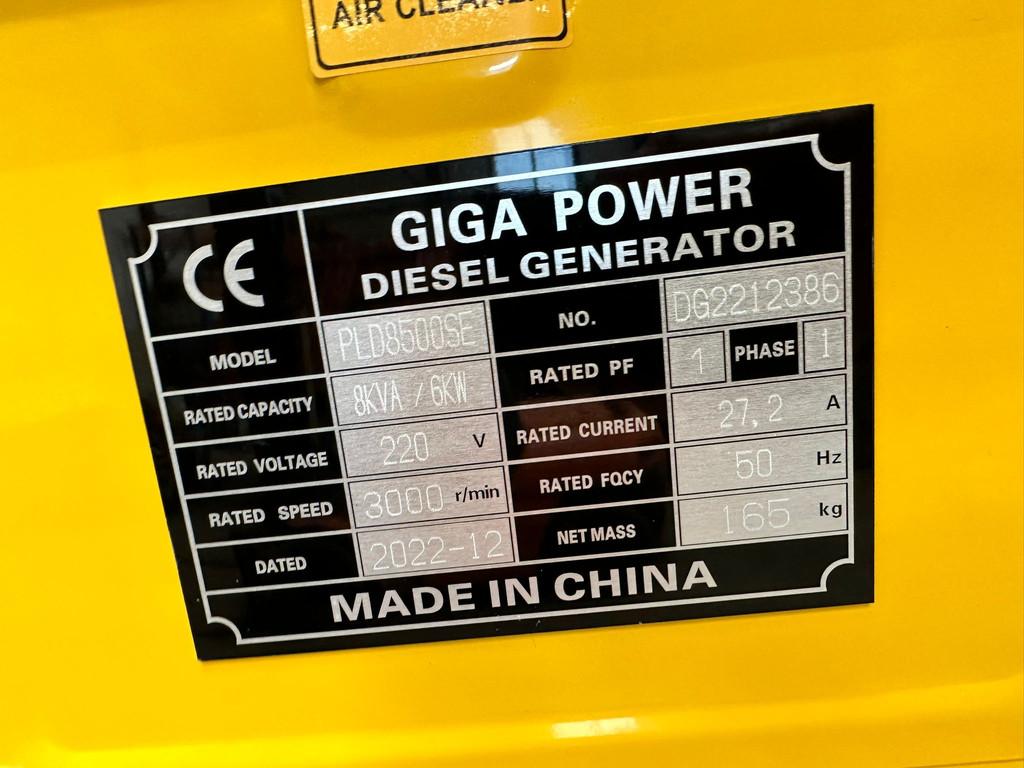 AIR CLEANER
CE
GIGA POWER
DIESEL GENERATOR
MODEL PLD8500SE NO. DG2212386
RATED CAPACITY 8KVA / 6KW RATED PF 1 PHASE 1
RATED VOLTAGE 220 V RATED CURRENT 27,2 A
RATED SPEED 3000 r/min RATED FQCY 50 Hz
DATED 2022-12 NET MASS 165 kg
MADE IN CHINA